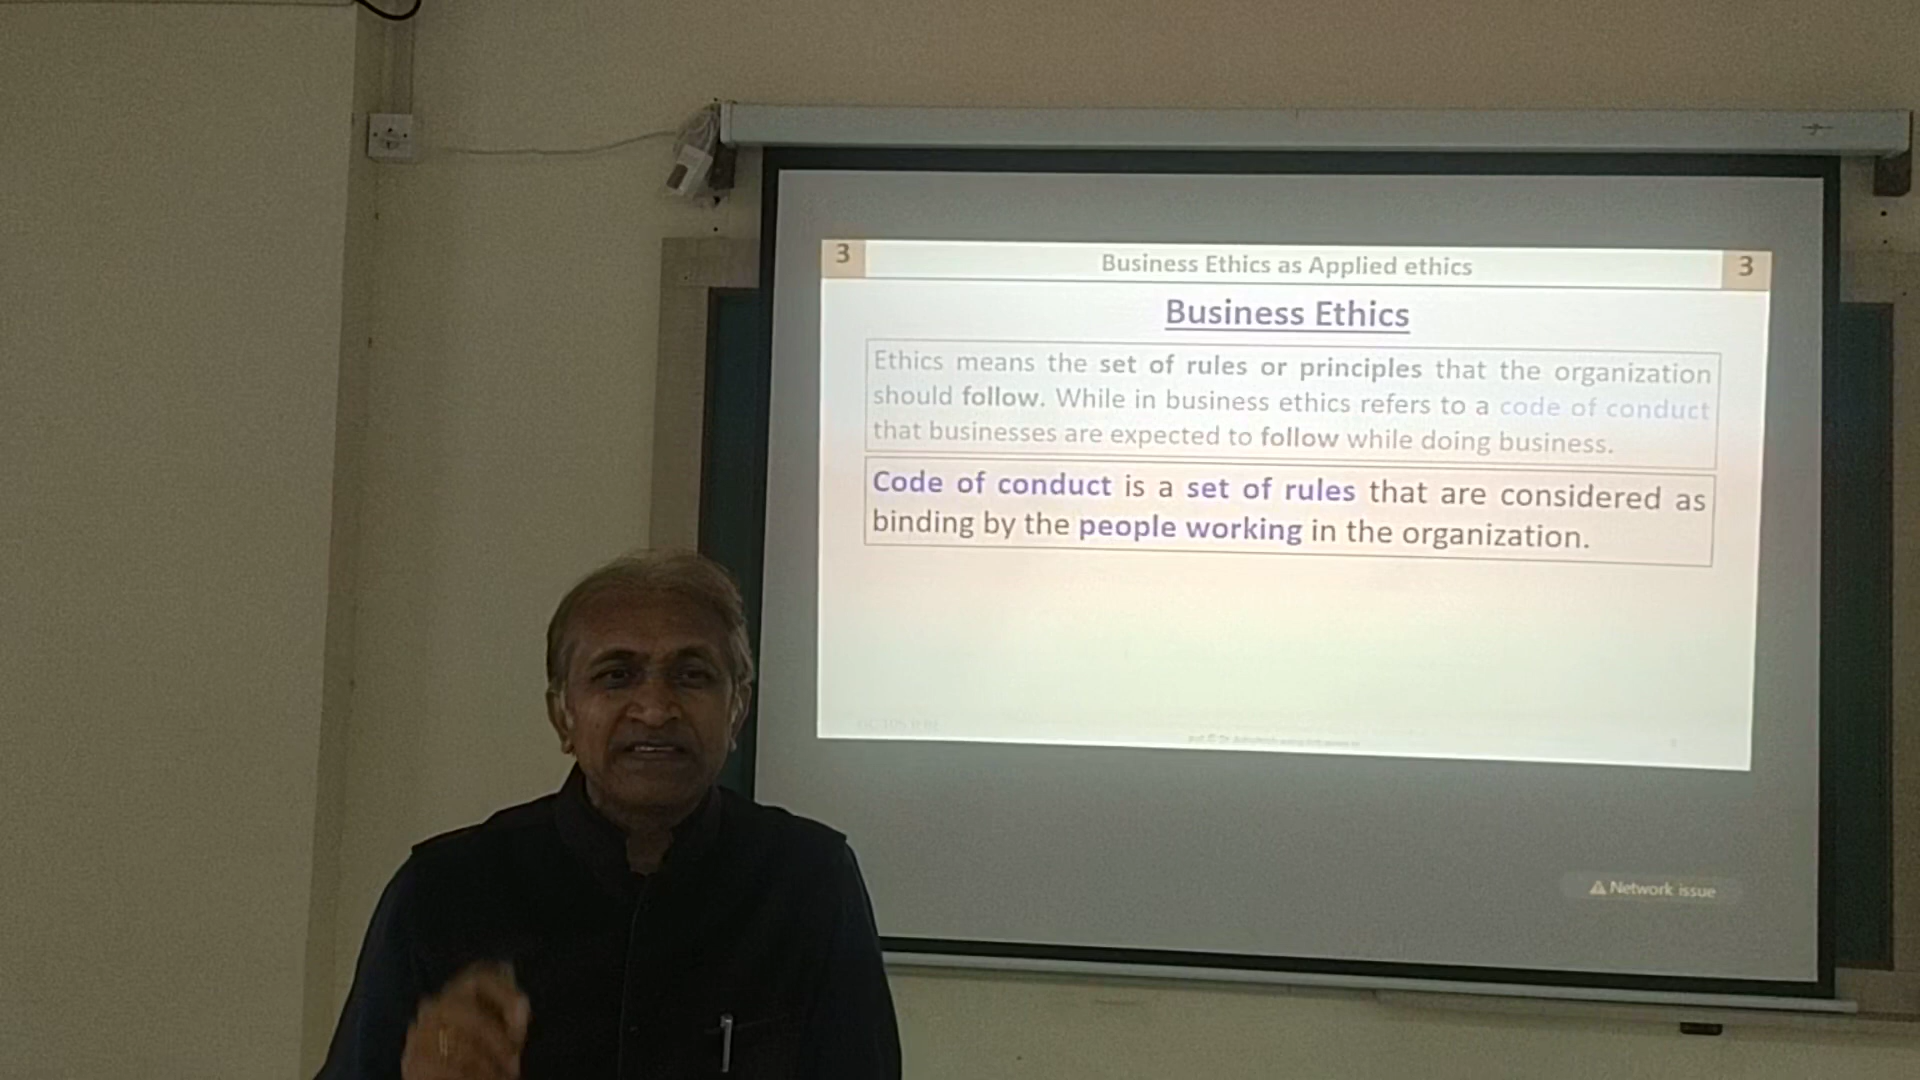 3 Business Ethics as Applied ethics 3
Business Ethics
Ethics means the set of rules or principles that the organization
should follow. While in business ethics refers to a code of conduct
that businesses are expected to follow while doing business.
Code of conduct is a set of rules that are considered as
binding by the people working in the organization.
Network issue